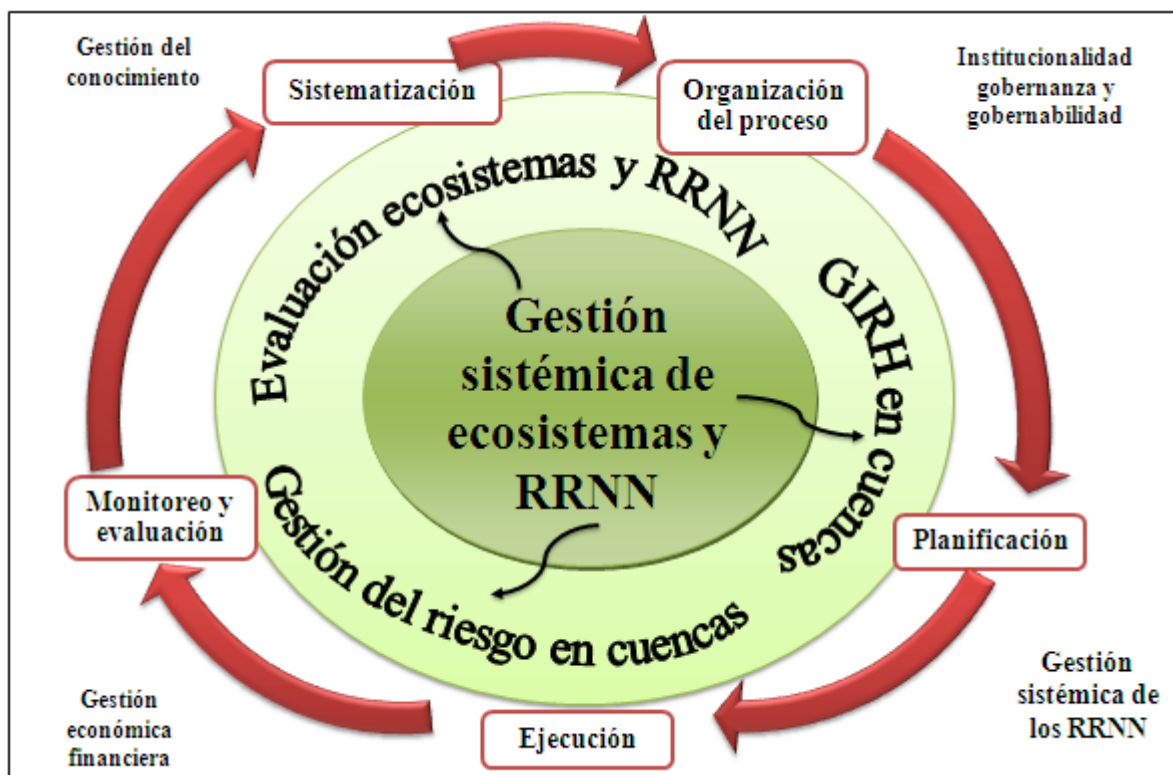 Gestión del
conocimiento
Sistematización
Organización
del proceso
Institucionalidad
gobernanza y
gobernabilidad
Evaluación ecosistemas y RRNN
GIRH en cuencas
Gestión
sistémica de
ecosistemas y
RRNN
Monitoreo y
evaluación
Planificación
Gestión del riesgo en cuencas
Gestión
económica
financiera
Ejecución
Gestión
sistémica de
los RRNN